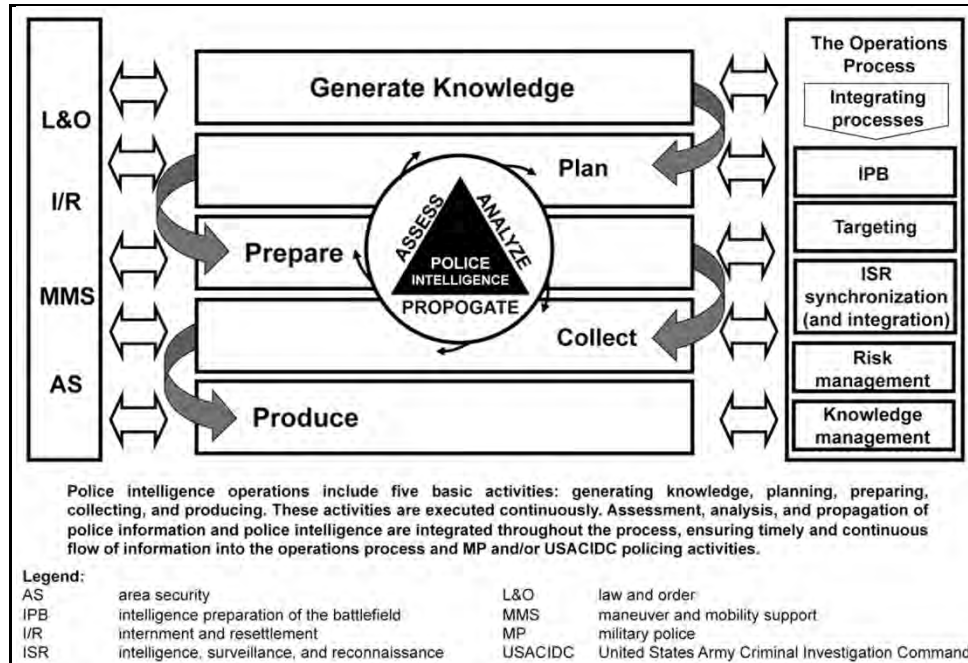 L&O
I/R
MMS
AS
Generate Knowledge
Plan
Prepare
Collect
Produce
ASSESS
ANALYZE
POLICE
INTELLIGENCE
PROPOGATE
The Operations
Process
Integrating
processes
IPB
Targeting
ISR
synchronization
(and integration)
Risk
management
Knowledge
management
Police intelligence operations include five basic activities: generating knowledge, planning, preparing,
collecting, and producing. These activities are executed continuously. Assessment, analysis, and propagation of
police information and police intelligence are integrated throughout the process, ensuring timely and continuous
flow of information into the operations process and MP and/or USACIDC policing activities.
Legend:
AS area security
IPB intelligence preparation of the battlefield
I/R internment and resettlement
ISR intelligence, surveillance, and reconnaissance
L&O law and order
MMS maneuver and mobility support
MP military police
USACIDC United States Army Criminal Investigation Command